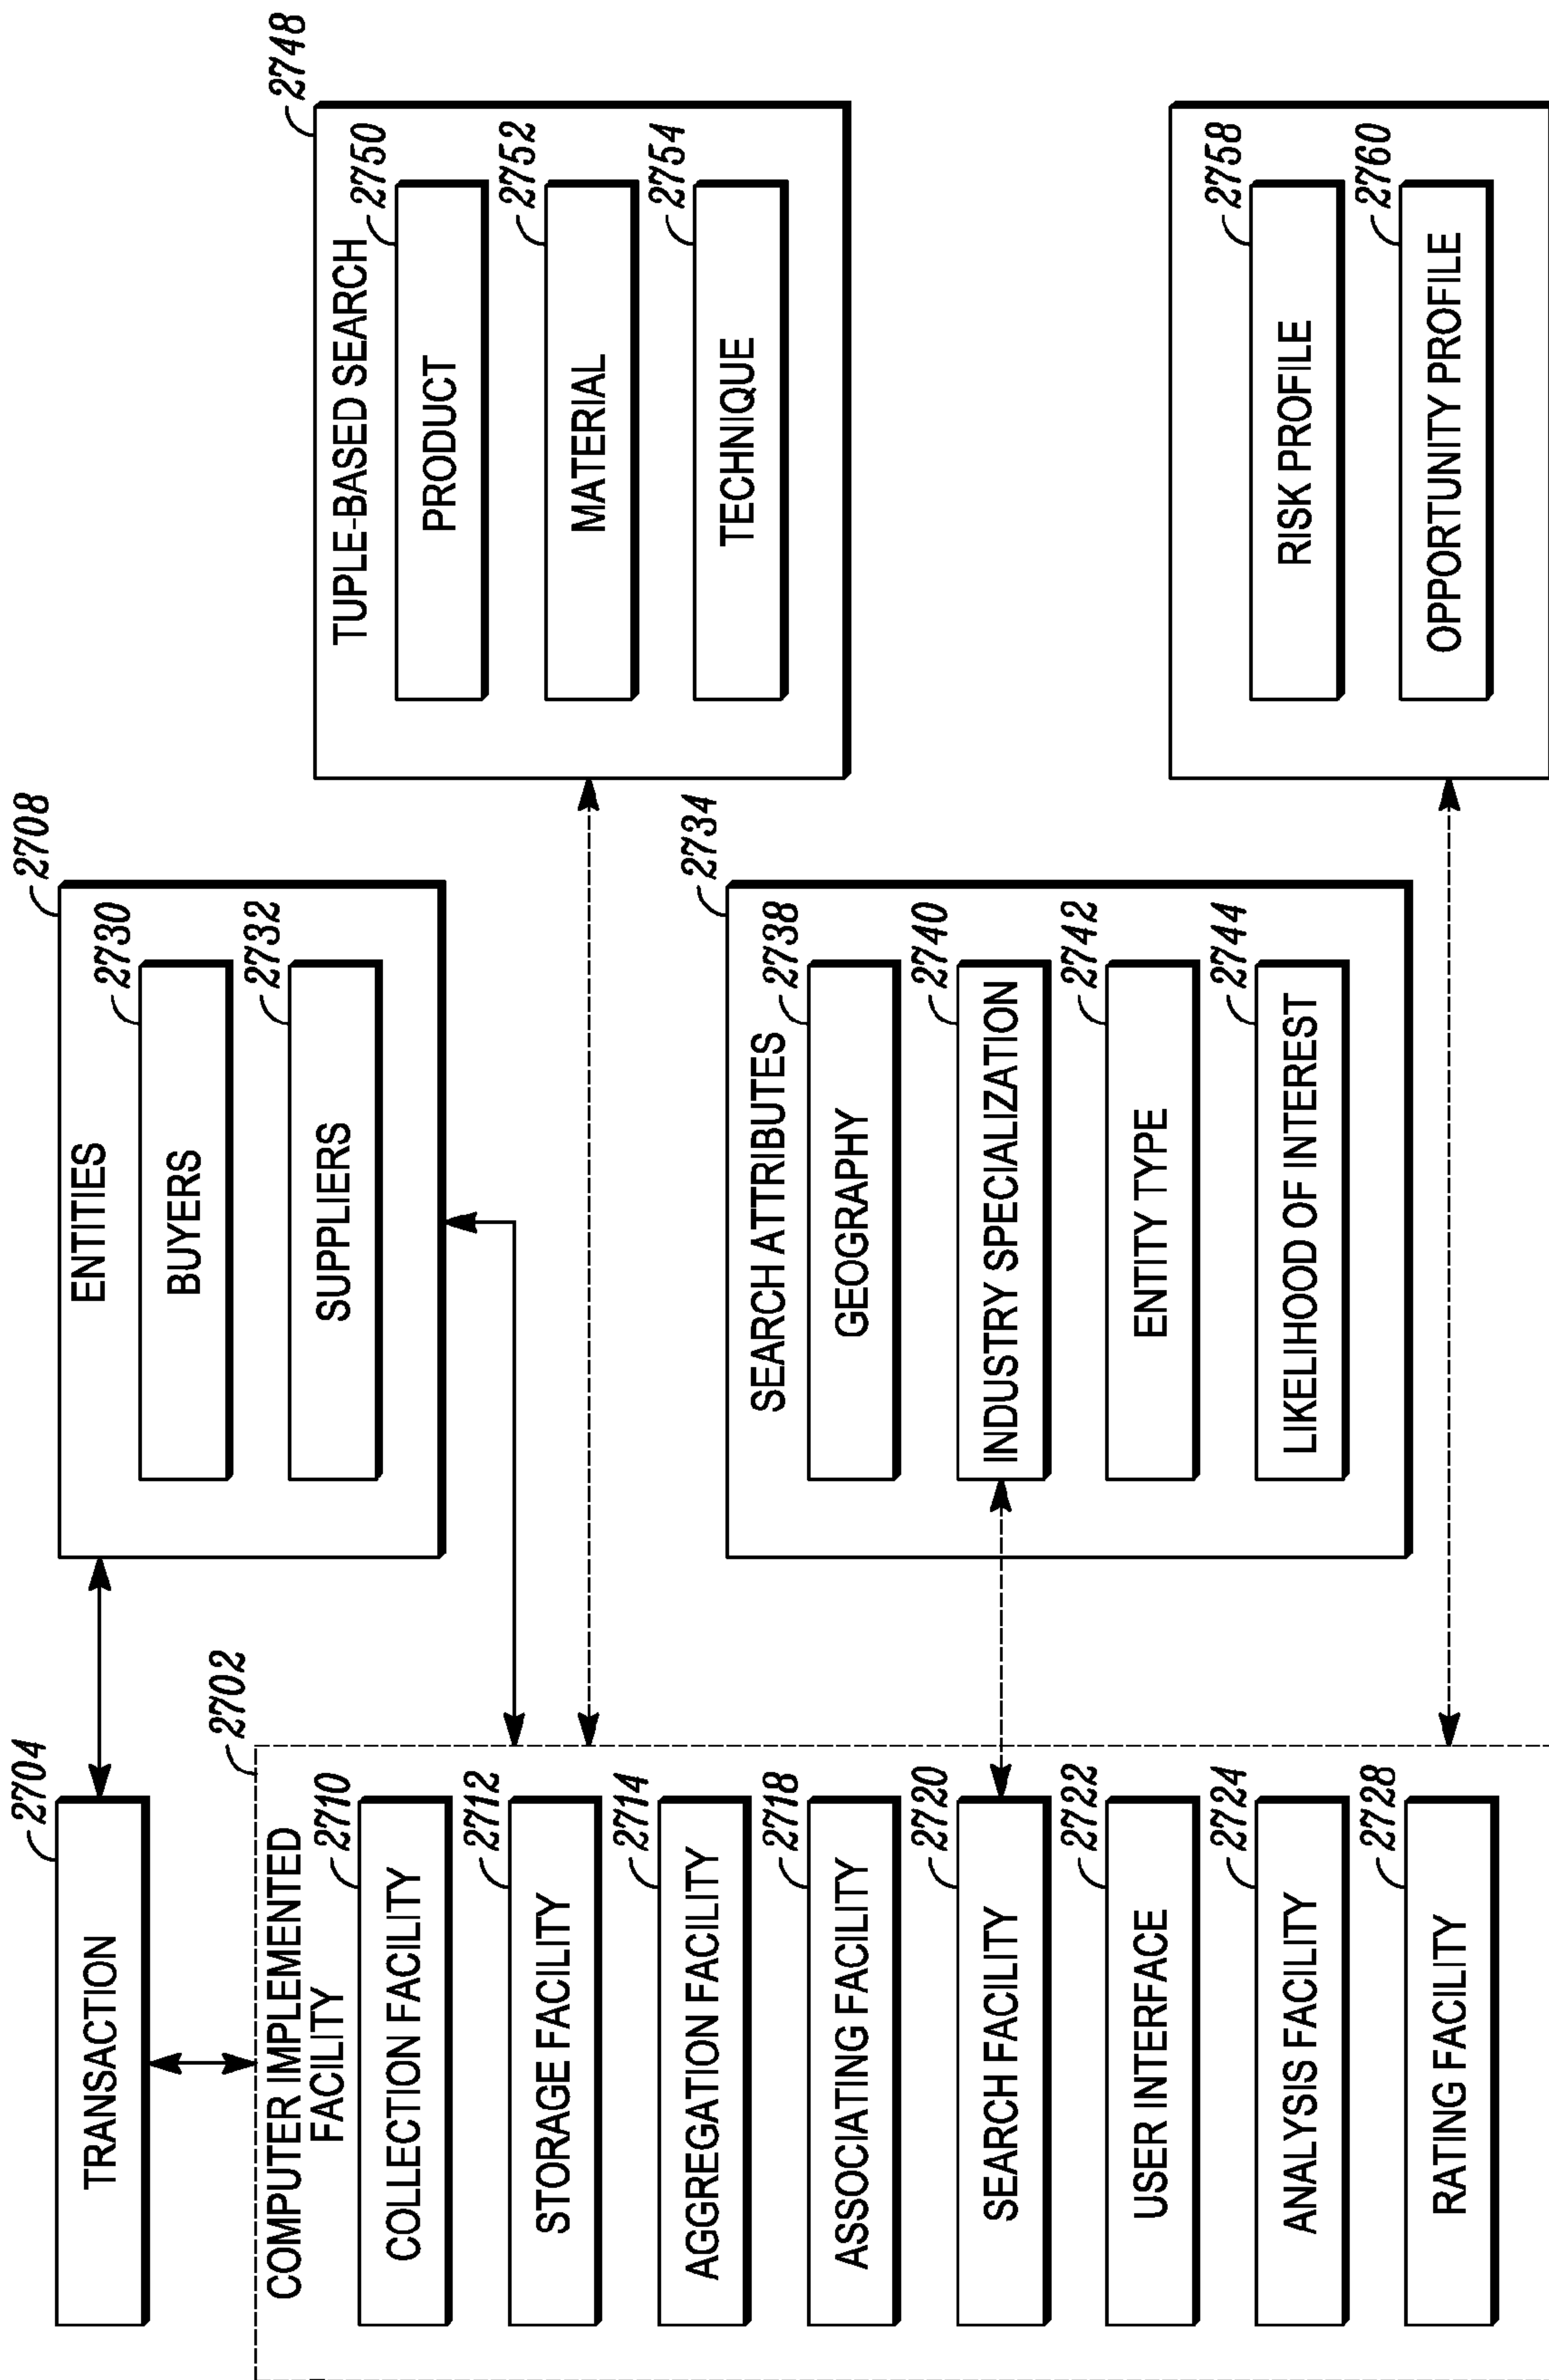 2704
TRANSACTION
2702
COMPUTER IMPLEMENTED
FACILITY
2710
COLLECTION FACILITY
2712
STORAGE FACILITY
2714
AGGREGATION FACILITY
2718
ASSOCIATING FACILITY
2720
SEARCH FACILITY
2722
USER INTERFACE
2724
ANALYSIS FACILITY
2728
RATING FACILITY
2708
ENTITIES
2730
BUYERS
2732
SUPPLIERS
2734
SEARCH ATTRIBUTES
2738
GEOGRAPHY
2740
INDUSTRY SPECIALIZATION
2742
ENTITY TYPE
2744
LIKELIHOOD OF INTEREST
2748
TUPLE-BASED SEARCH
2750
PRODUCT
2752
MATERIAL
2754
TECHNIQUE
2758
RISK PROFILE
2760
OPPORTUNITY PROFILE